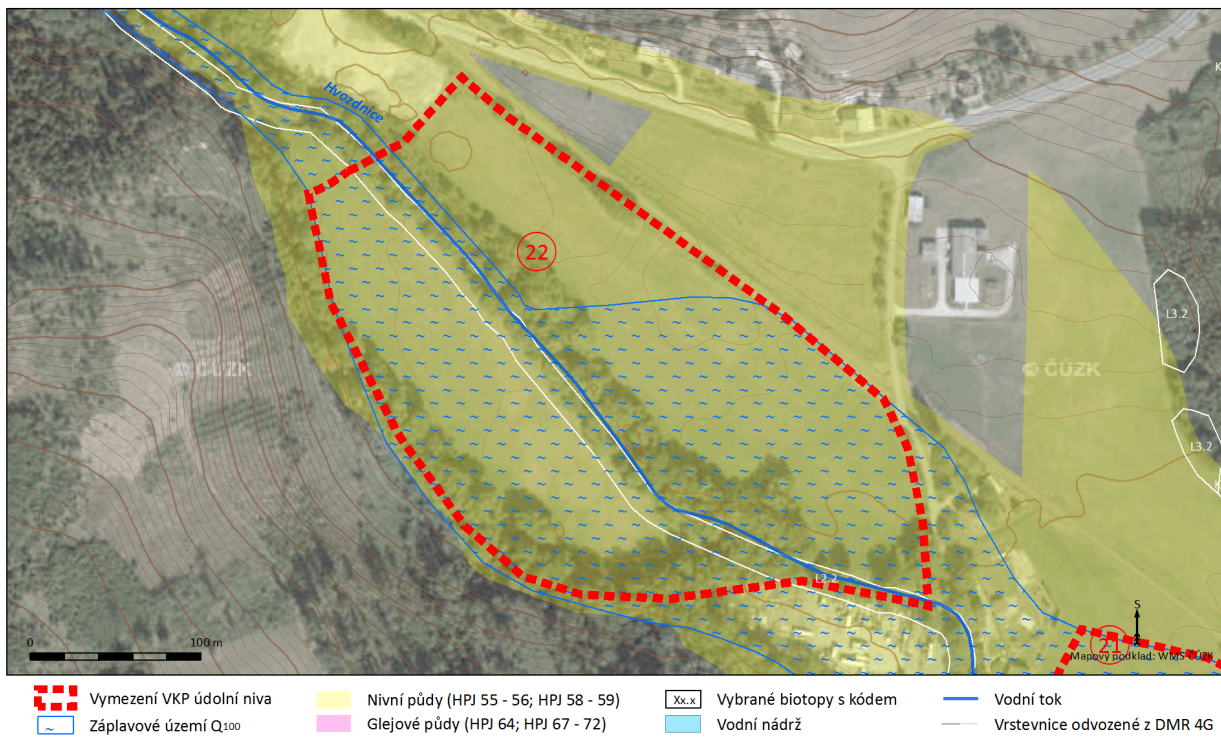 Hvozdnice
22
K
L3.2
© ČÚZK
© ČÚZK
L3.2
K
L2.2
S
0
100 m
21
Mapový podklad: WMS ČÚZK
Vymezení VKP údolní niva
Nivní půdy (HPJ 55 - 56; HPJ 58 - 59)
Xx.x
Vybrané biotopy s kódem
Vodní tok
~
Záplavové území Q100
Glejové půdy (HPJ 64; HPJ 67 - 72)
Vodní nádrž
Vrstevnice odvozené z DMR 4G